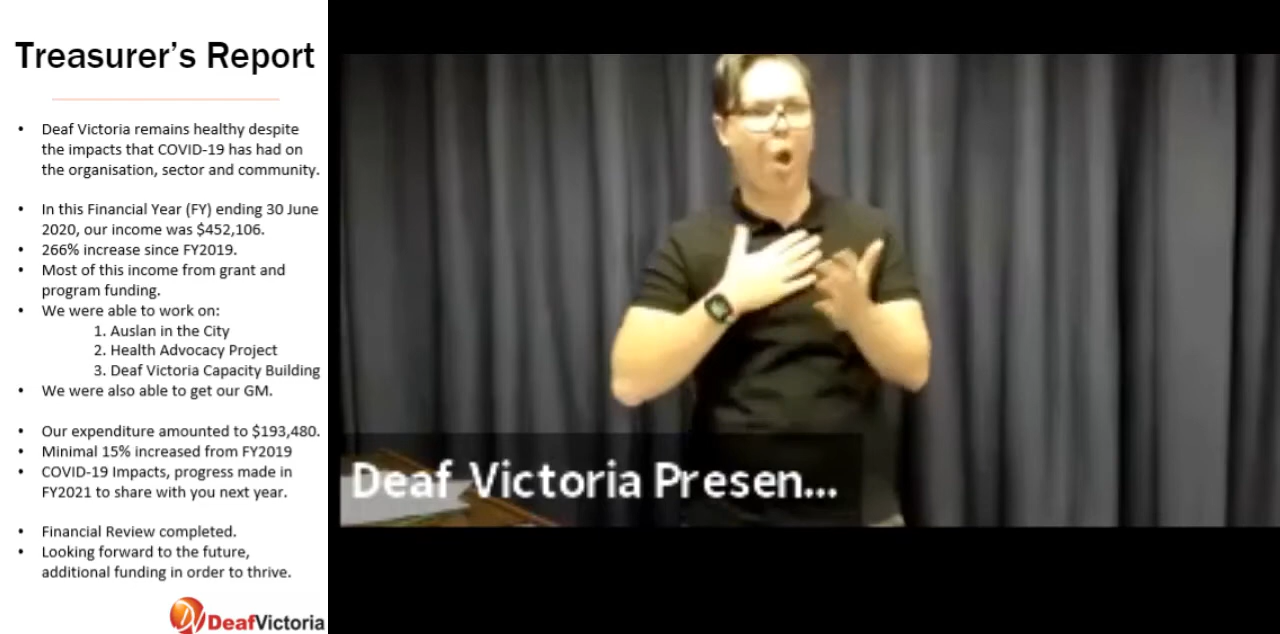 Treasurer's Report
• Deaf Victoria remains healthy despite
the impacts that COVID-19 has had on
the organisation, sector and community.
• In this Financial Year (FY) ending 30 June
2020, our income was $452,106.
• 266% increase since FY2019.
• Most of this income from grant and
program funding.
• We were able to work on:
1. Auslan in the City
2. Health Advocacy Project
3. Deaf Victoria Capacity Building
• We were also able to get our GM.
• Our expenditure amounted to $193,480.
• Minimal 15% increased from FY2019
• COVID-19 Impacts, progress made in
FY2021 to share with you next year.
• Financial Review completed.
• Looking forward to the future,
additional funding in order to thrive.
DeafVictoria
Deaf Victoria Presen...